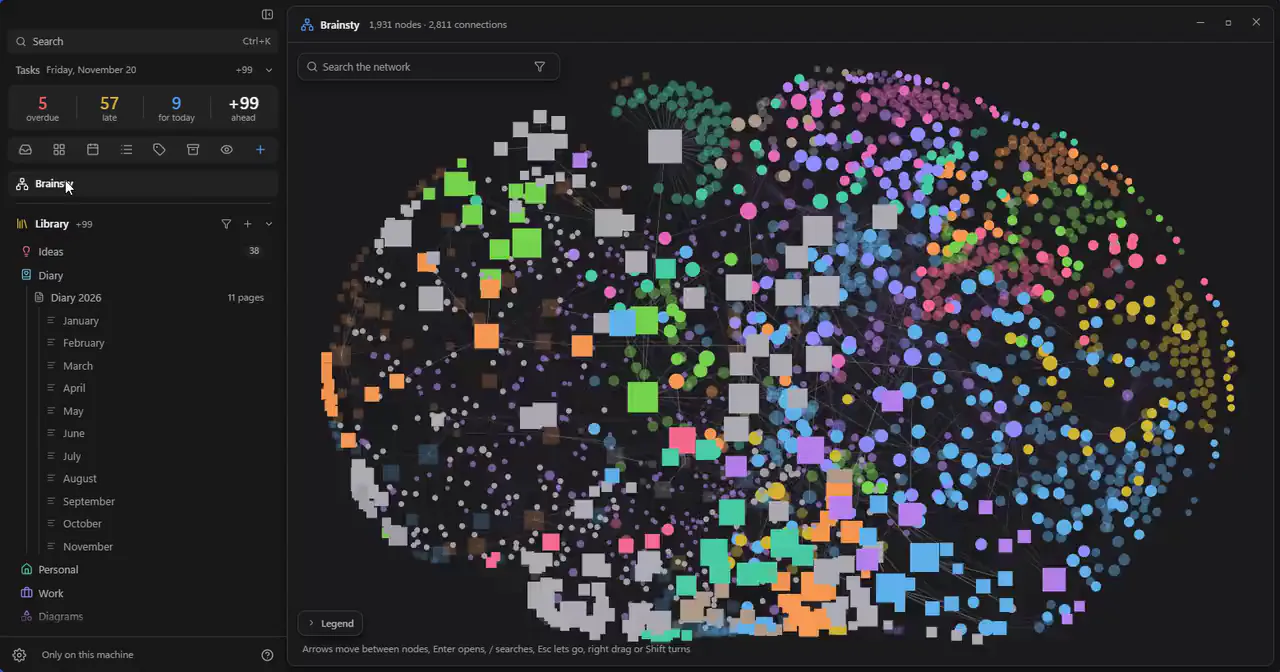 Search Ctrl+K
Tasks Friday, November 20 +99
5 57 9 +99
overdue late for today ahead
Brainsty
Library +99
Ideas 38
Diary
Diary 2026 11 pages
January
February
March
April
May
June
July
August
September
October
November
Personal
Work
Diagrams
Only on this machine
Brainsty 1,931 nodes · 2,811 connections
Search the network
Legend
Arrows move between nodes, Enter opens, / searches, Esc lets go, right drag or Shift turns